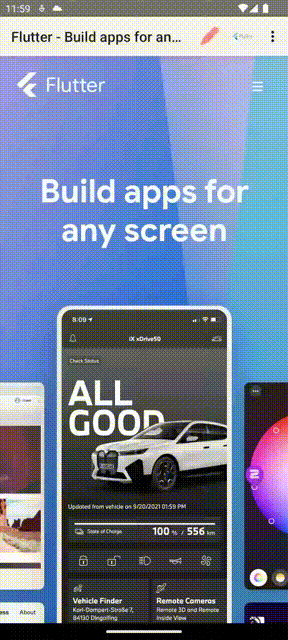 11:59
Flutter - Build apps for an...
Flutter
Build apps for
any screen
5:09
iX xDrive50
Check Status
ALL
GOOD
Updated from vehicle on 9/20/2021 01:59 PM
State of Charge 100 % / 556 km
Vehicle Finder
Karl-Dompert-Straße 7,
84130 Dingolfing
Remote Cameras
Remote 3D and Remote
Inside View
About